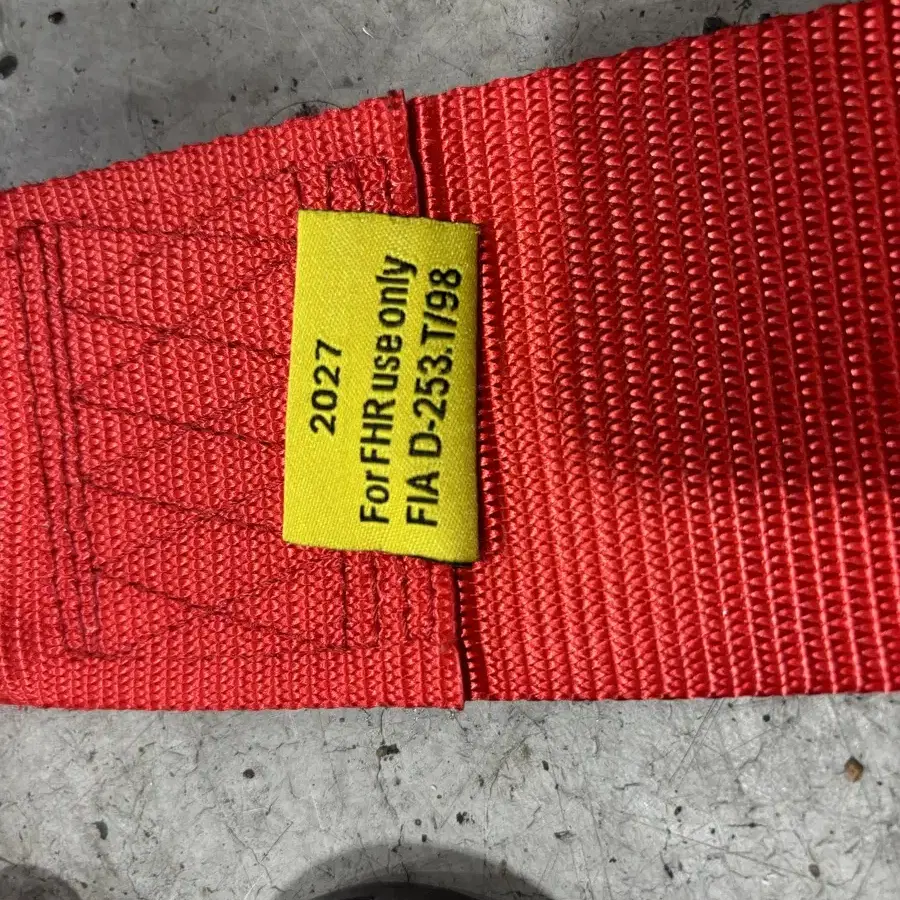 2027
For FHR use only
FIA D-253.T/98